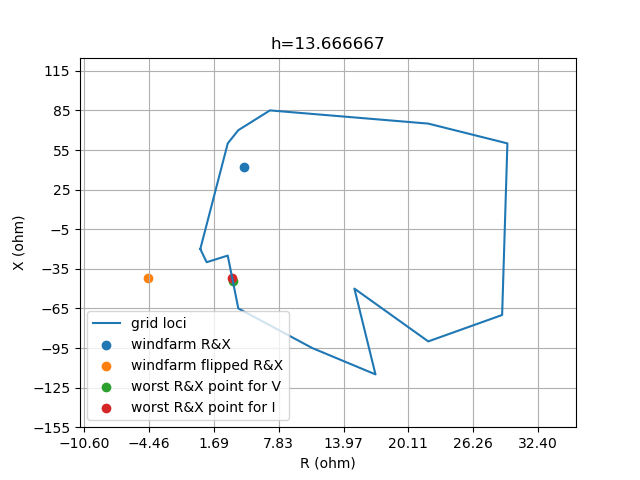 h=13.666667
115
85
55
25
−5
−35
−65
−95
−125
−155
X (ohm)
grid loci
windfarm R&X
windfarm flipped R&X
worst R&X point for V
worst R&X point for I
−10.60 −4.46 1.69 7.83 13.97 20.11 26.26 32.40
R (ohm)